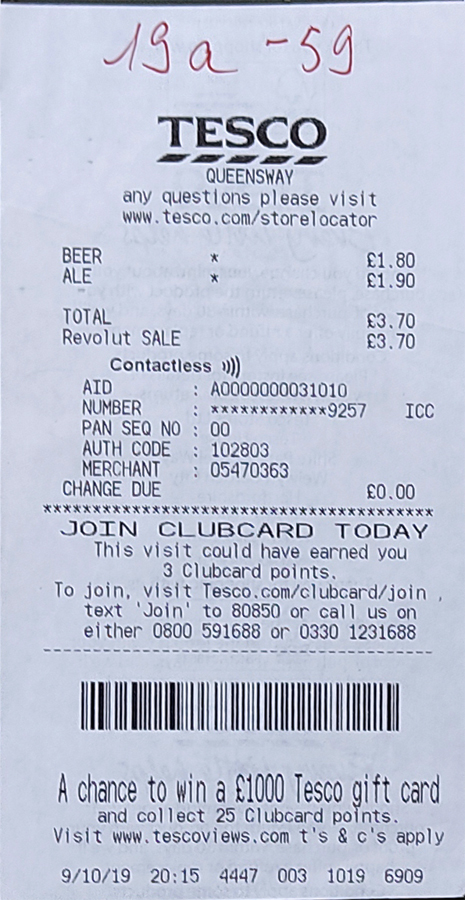 19a - 59
TESCO
QUEENSWAY
any questions please visit
www.tesco.com/storelocator
BEER * £1.80
ALE £1.90
TOTAL £3.70
Revolut SALE £3.70
Contactless
AID : A0000000031010
NUMBER : ************9257 ICC
PAN SEQ NO : 00
AUTH CODE : 102803
MERCHANT : 05470363
CHANGE DUE £0.00
******************************************
JOIN CLUBCARD TODAY
This visit could have earned you
3 Clubcard points.
To join, visit Tesco.com/clubcard/join ,
text 'Join' to 80850 or call us on
either 0800 591688 or 0330 1231688
------------------------------------------
A chance to win a £1000 Tesco gift card
and collect 25 Clubcard points.
Visit www.tescoviews.com t's & c's apply
9/10/19 20:15 4447 003 1019 6909